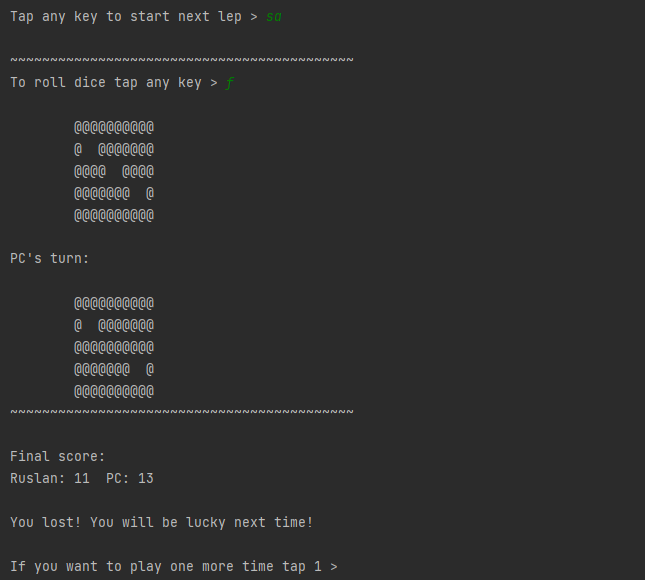 Tap any key to start next lep > sa
~~~~~~~~~~~~~~~~~~~~~~~~~~~~~~~~~~~~~~~~~~~
To roll dice tap any key > f
@@@@@@@@@@
@  @@@@@@@
@@@@  @@@@
@@@@@@@  @
@@@@@@@@@@
PC's turn:
@@@@@@@@@@
@  @@@@@@@
@@@@@@@@@@
@@@@@@@  @
@@@@@@@@@@
~~~~~~~~~~~~~~~~~~~~~~~~~~~~~~~~~~~~~~~~~~~
Final score:
Ruslan: 11  PC: 13
You lost! You will be lucky next time!
If you want to play one more time tap 1 >